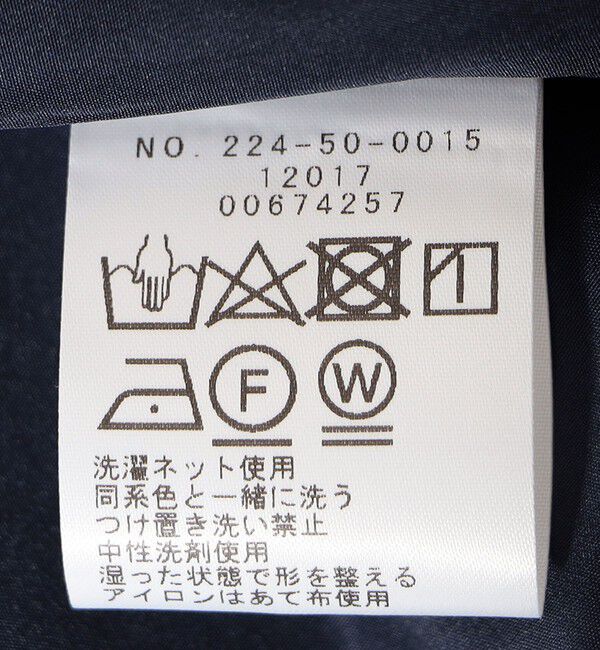 NO. 224-50-0015
12017
00674257
F W
洗濯ネット使用
同系色と一緒に洗う
つけ置き洗い禁止
中性洗剤使用
湿った状態で形を整える
アイロンはあて布使用